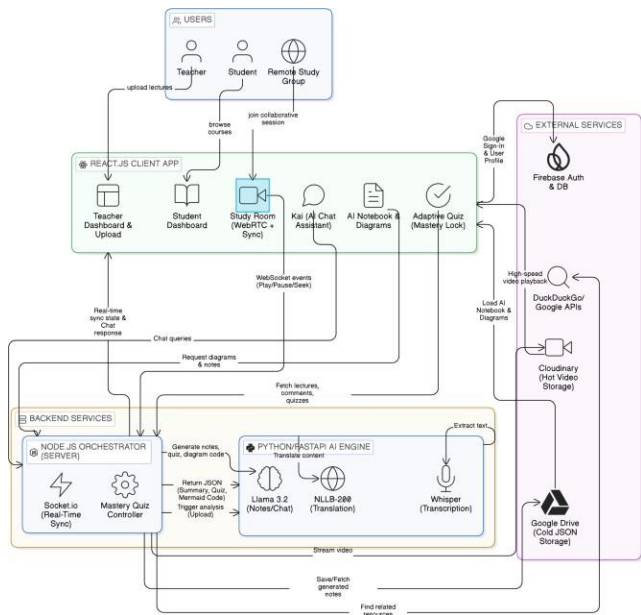 USERS
Teacher
Student
Remote Study
Group
upload lectures
browse
courses
join collaborative
session
REACT.JS CLIENT APP
Teacher
Dashboard &
Upload
Student
Dashboard
Study Room
(WebRTC +
Sync)
Kai (AI Chat
Assistant)
AI Notebook &
Diagrams
Adaptive Quiz
(Mastery Lock)
Google
Sign-In
& User
Profile
EXTERNAL SERVICES
Firebase Auth
& DB
High-speed
video playback
DuckDuckGo/
Google APIs
Load AI
Notebook &
Diagrams
Cloudinary
(Hot Video
Storage)
Google Drive
(Cold JSON
Storage)
WebSocket events
(Play/Pause/Seek)
Real-time
sync state &
Chat
response
Chat queries
Request diagrams
& notes
Fetch lectures,
comments,
quizzes
BACKEND SERVICES
NODE.JS ORCHESTRATOR
(SERVER)
Socket.io
(Real-Time
Sync)
Mastery Quiz
Controller
Generate notes,
quiz, diagram code
Return JSON
(Summary, Quiz,
Mermaid Code)
Trigger analysis
(Upload)
PYTHON/FASTAPI AI ENGINE
Translate content
Extract text
Llama 3.2
(Notes/Chat)
NLLB-200
(Translation)
Whisper
(Transcription)
Stream video
Save/Fetch
generated
notes
Find related
resources